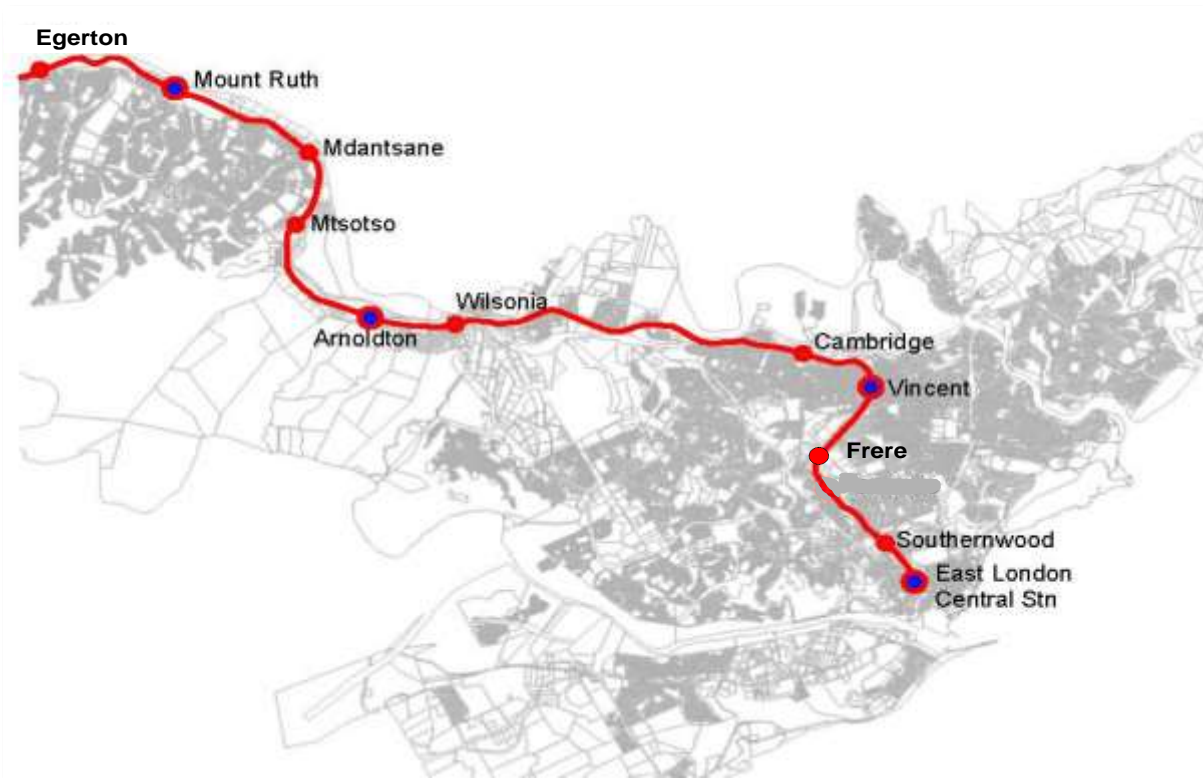 Egerton
Mount Ruth
Mdantsane
Mtsotso
Wilsonia
Arnoldton
Cambridge
Vincent
Frere
Southernwood
East London
Central Stn